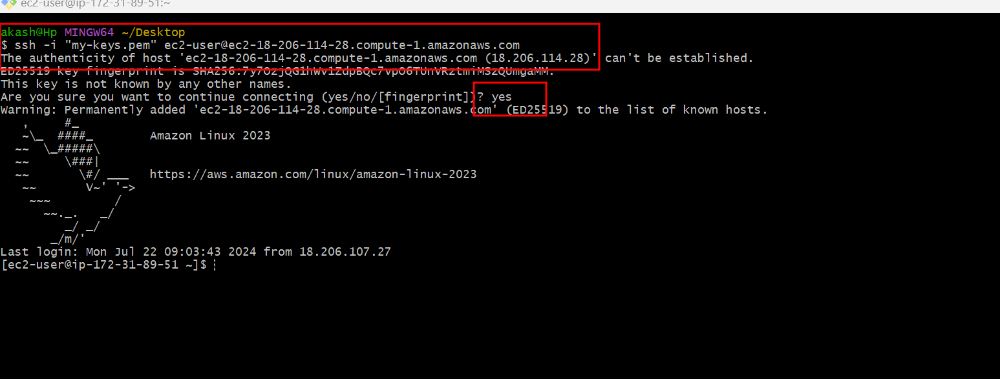 ec2-user@ip-172-31-89-51:~
akash@Hp MINGW64 ~/Desktop
$ ssh -i "my-keys.pem" ec2-user@ec2-18-206-114-28.compute-1.amazonaws.com
The authenticity of host 'ec2-18-206-114-28.compute-1.amazonaws.com (18.206.114.28)' can't be established.
ED25519 key fingerprint is
This key is not known by any other names.
Are you sure you want to continue connecting (yes/no/[fingerprint])? yes
Warning: Permanently added 'ec2-18-206-114-28.compute-1.amazonaws.com' (ED25519) to the list of known hosts.
   ,     #_
   ~\_  ####_        Amazon Linux 2023
  ~~  \_#####\
  ~~     \###|
  ~~       \#/ ___   https://aws.amazon.com/linux/amazon-linux-2023
   ~~       V~' '->
    ~~~         /
      ~~._.   _/
         _/ _/
       _/m/'
Last login: Mon Jul 22 09:03:43 2024 from 18.206.107.27
[ec2-user@ip-172-31-89-51 ~]$